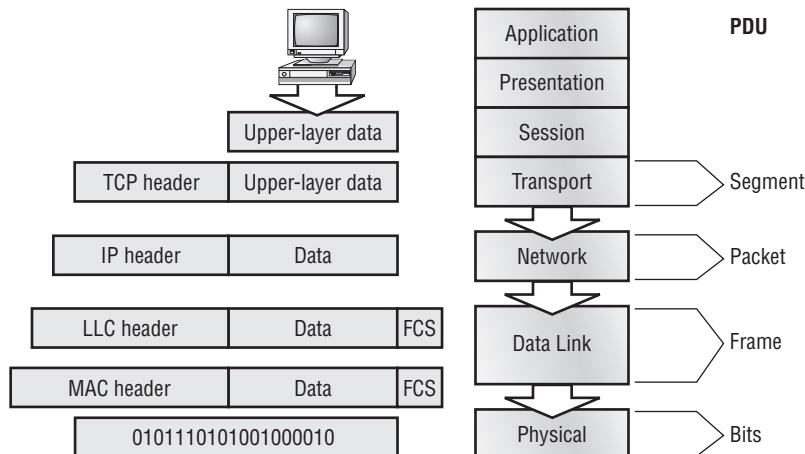 Application PDU
Presentation
Upper-layer data Session
TCP header Upper-layer data Transport Segment
IP header Data Network Packet
LLC header Data FCS Data Link Frame
MAC header Data FCS
0101110101001000010 Physical Bits